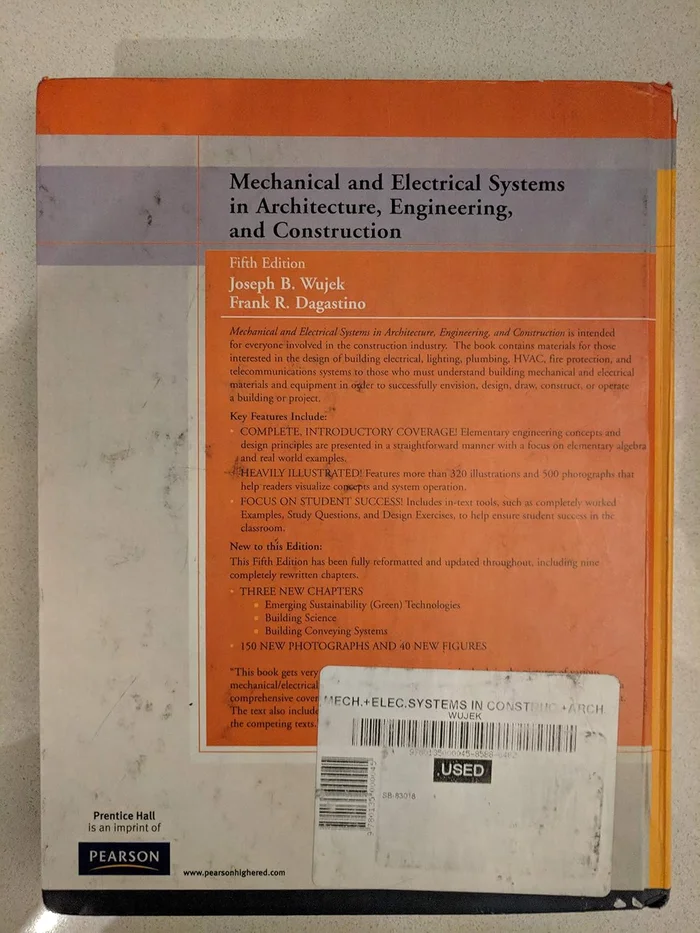 Mechanical and Electrical Systems
in Architecture, Engineering,
and Construction
Fifth Edition
Joseph B. Wujek
Frank R. Dagastino
Mechanical and Electrical Systems in Architecture, Engineering, and Construction is intended
for everyone involved in the construction industry. The book contains materials for those
interested in the design of building electrical, lighting, plumbing, HVAC, fire protection, and
telecommunications systems to those who must understand building mechanical and electrical
materials and equipment in order to successfully envision, design, draw, construct, or operate
a building or project.
Key Features Include:
• COMPLETE, INTRODUCTORY COVERAGE! Elementary engineering concepts and
design principles are presented in a straightforward manner with a focus on elementary algebra
and real world examples.
• HEAVILY ILLUSTRATED! Features more than 320 illustrations and 500 photographs that
help readers visualize concepts and system operation.
• FOCUS ON STUDENT SUCCESS! Includes in-text tools, such as completely worked
Examples, Study Questions, and Design Exercises, to help ensure student success in the
classroom.
New to this Edition:
This Fifth Edition has been fully reformatted and updated throughout, including nine
completely rewritten chapters.
• THREE NEW CHAPTERS
Emerging Sustainability (Green) Technologies
Building Science
Building Conveying Systems
• 150 NEW PHOTOGRAPHS AND 40 NEW FIGURES
"This book gets very
mechanical/electrical
comprehensive
The text also
the competing texts.
MECH.+ELEC.SYSTEMS IN CONSTRUC.+ARCH.
WUJEK
USED
SB-83018
9780135000045
Prentice Hall
is an imprint of
PEARSON
www.pearsonhighered.com